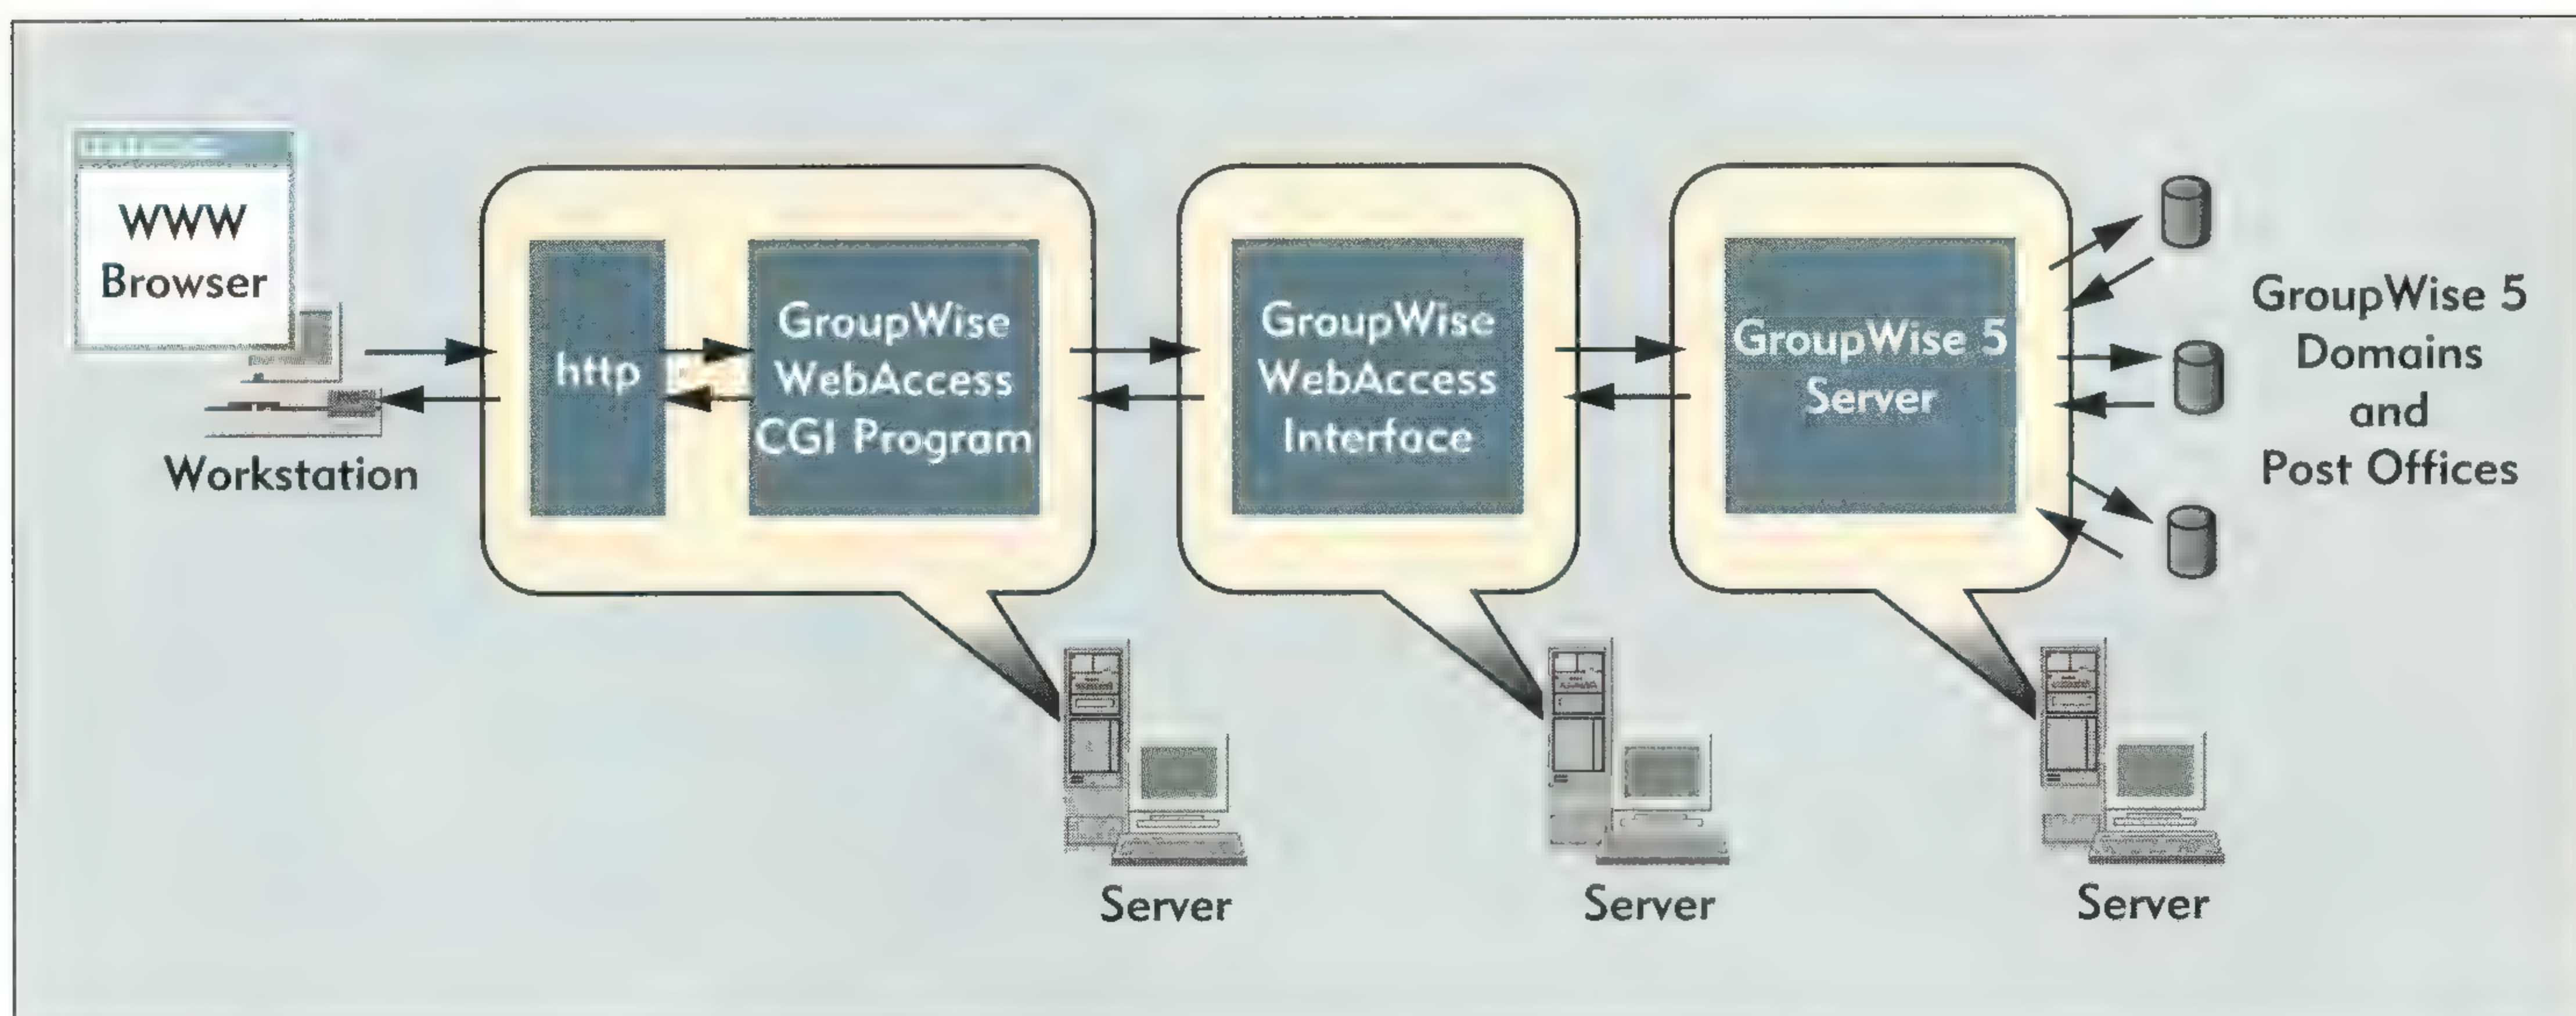 WWW
Browser
Workstation
http
GroupWise
WebAccess
CGI Program
GroupWise
WebAccess
Interface
GroupWise 5
Server
GroupWise 5
Domains
and
Post Offices
Server
Server
Server